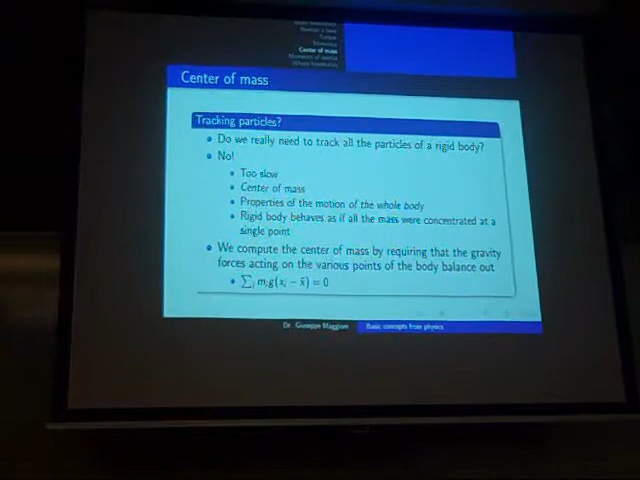 Center of mass
Center of mass
Tracking particles?
Do we really need to track all the particles of a rigid body?
No!
Too slow
Center of mass
Properties of the motion of the whole body
Rigid body behaves as if all the mass were concentrated at a
single point
We compute the center of mass by requiring that the gravity
forces acting on the various points of the body balance out
∑ᵢ mᵢg(xᵢ − x̄) = 0
Dr. Giuseppe Maggiore
Basic concepts from physics